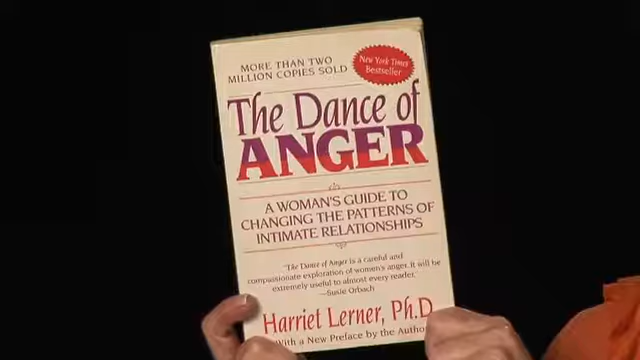 MORE THAN TWO
MILLION COPIES SOLD
New York Times
Bestseller
The Dance of
ANGER
A WOMAN'S GUIDE TO
CHANGING THE PATTERNS OF
INTIMATE RELATIONSHIPS
"The Dance of Anger is a careful and
compassionate exploration of women's anger. It will be
extremely useful to almost every reader."
—Susie Orbach
Harriet Lerner, Ph.D.
With a New Preface by the Author